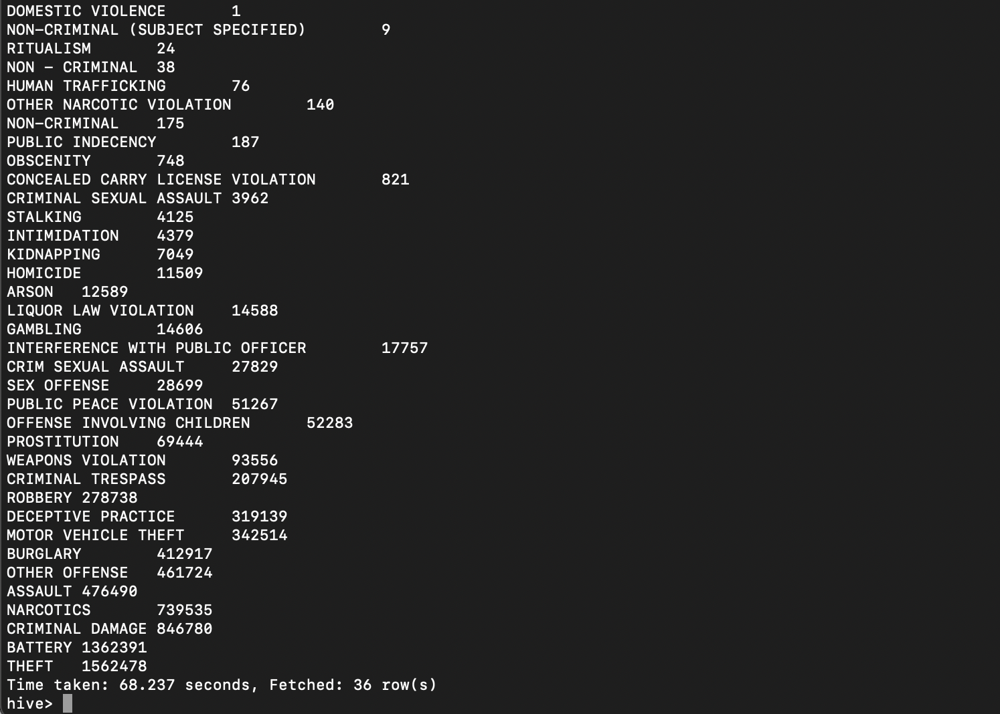 DOMESTIC VIOLENCE       1
NON-CRIMINAL (SUBJECT SPECIFIED)        9
RITUALISM       24
NON - CRIMINAL  38
HUMAN TRAFFICKING       76
OTHER NARCOTIC VIOLATION        140
NON-CRIMINAL    175
PUBLIC INDECENCY        187
OBSCENITY       748
CONCEALED CARRY LICENSE VIOLATION       821
CRIMINAL SEXUAL ASSAULT 3962
STALKING        4125
INTIMIDATION    4379
KIDNAPPING      7049
HOMICIDE        11509
ARSON   12589
LIQUOR LAW VIOLATION    14588
GAMBLING        14606
INTERFERENCE WITH PUBLIC OFFICER        17757
CRIM SEXUAL ASSAULT     27829
SEX OFFENSE     28699
PUBLIC PEACE VIOLATION  51267
OFFENSE INVOLVING CHILDREN      52283
PROSTITUTION    69444
WEAPONS VIOLATION       93556
CRIMINAL TRESPASS       207945
ROBBERY 278738
DECEPTIVE PRACTICE      319139
MOTOR VEHICLE THEFT     342514
BURGLARY        412917
OTHER OFFENSE   461724
ASSAULT 476490
NARCOTICS       739535
CRIMINAL DAMAGE 846780
BATTERY 1362391
THEFT   1562478
Time taken: 68.237 seconds, Fetched: 36 row(s)
hive>